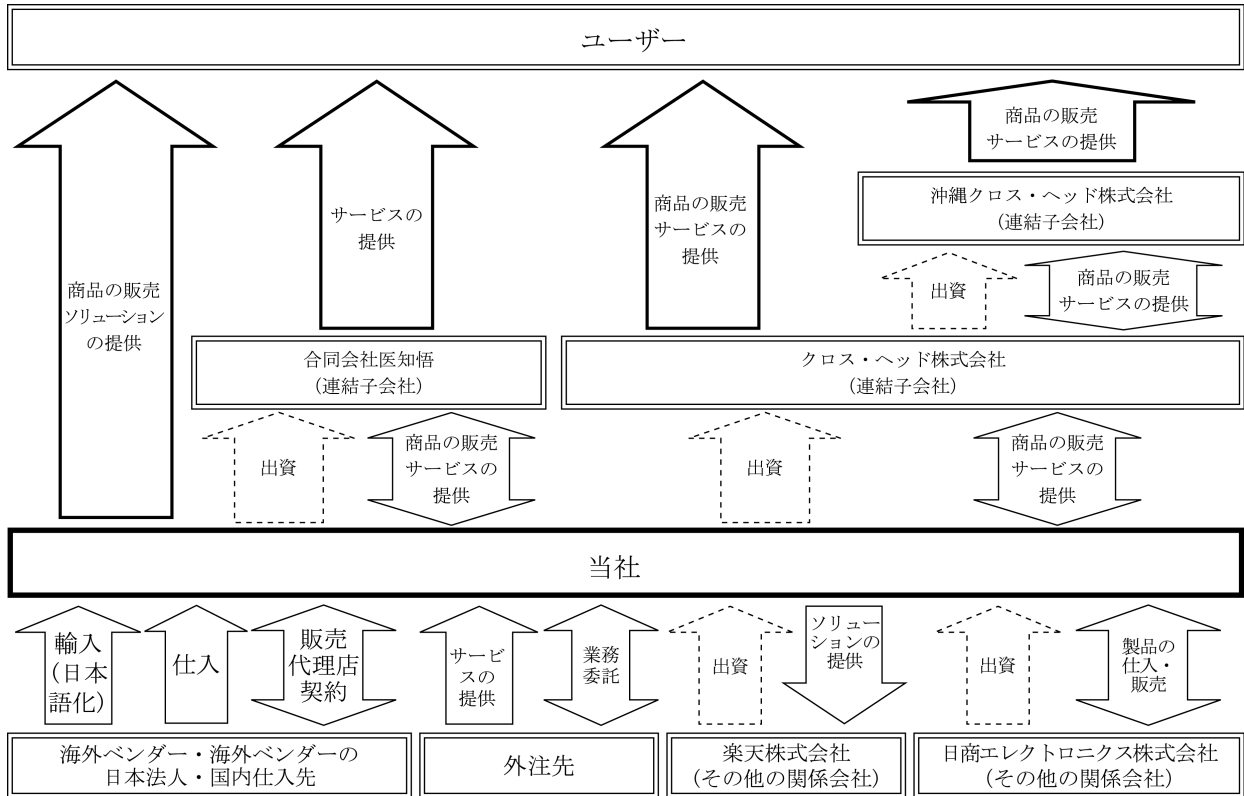 ユーザー
商品の販売
ソリューション
の提供
サービスの
提供
商品の販売
サービスの
提供
商品の販売
サービスの提供
沖縄クロス・ヘッド株式会社
（連結子会社）
出資
商品の販売
サービスの提供
合同会社医知悟
（連結子会社）
クロス・ヘッド株式会社
（連結子会社）
出資
商品の販売
サービスの
提供
出資
商品の販売
サービスの
提供
当社
輸入
（日本
語化）
仕入
販売
代理店
契約
サービ
スの
提供
業務
委託
出資
ソリュー
ションの
提供
出資
製品の
仕入・
販売
海外ベンダー・海外ベンダーの
日本法人・国内仕入先
外注先
楽天株式会社
（その他の関係会社）
日商エレクトロニクス株式会社
（その他の関係会社）